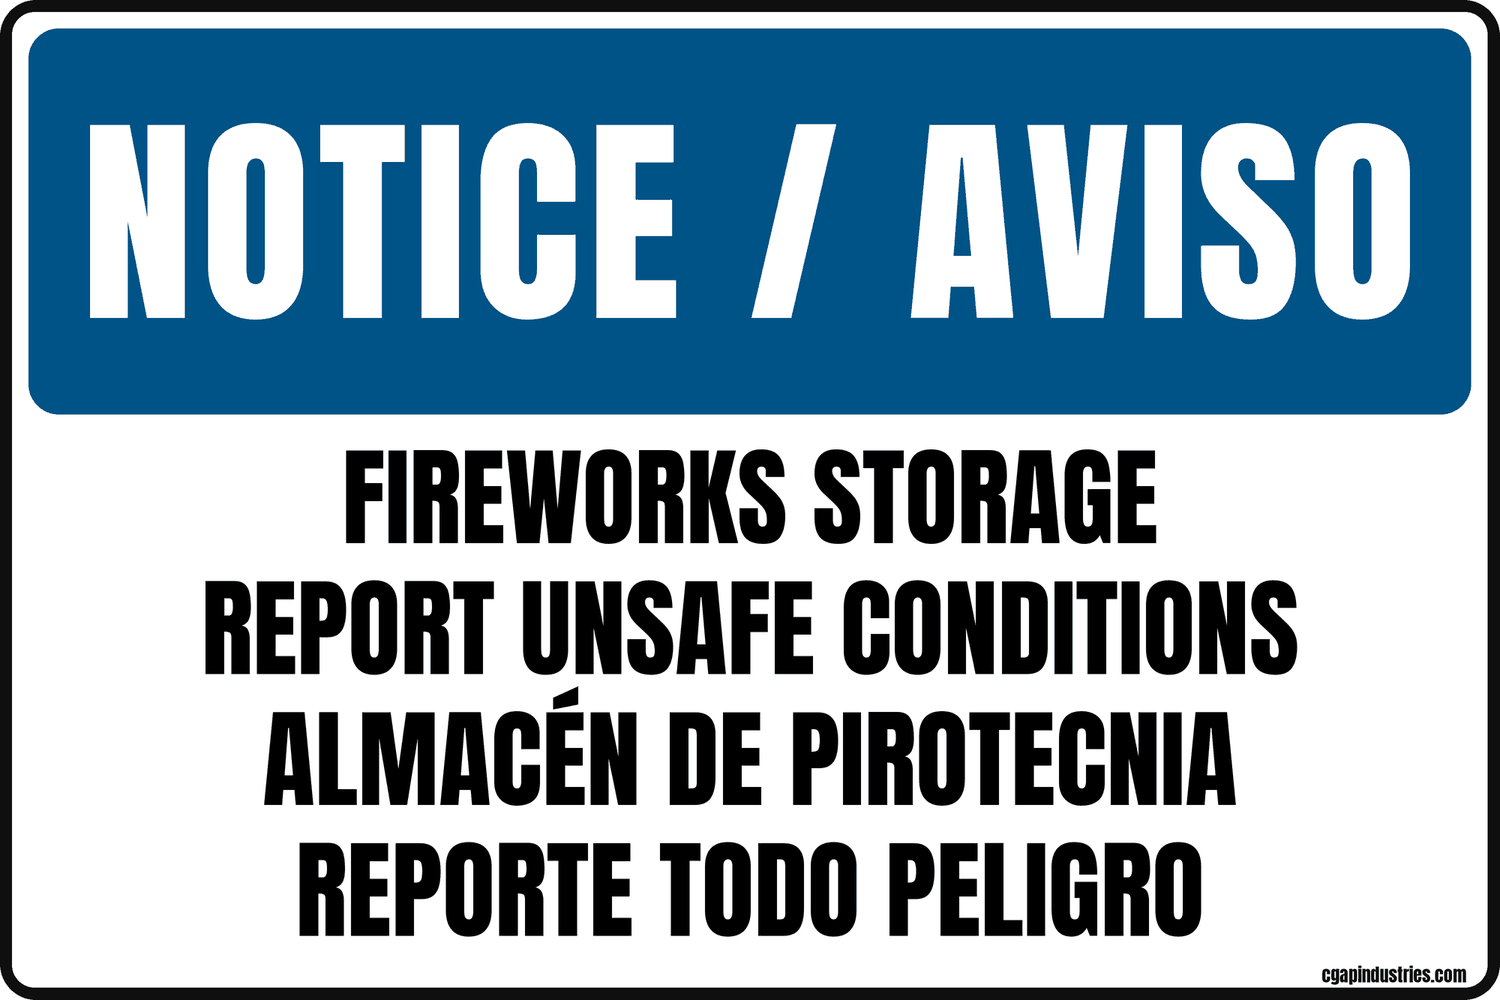 NOTICE / AVISO
FIREWORKS STORAGE
REPORT UNSAFE CONDITIONS
ALMACÉN DE PIROTECNIA
REPORTE TODO PELIGRO
cgapindustries.com